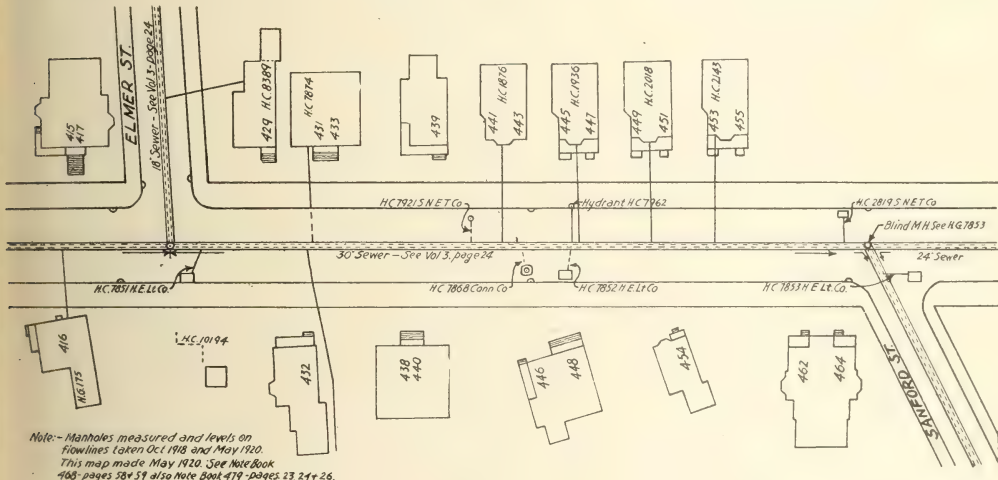 ELMER ST.
18" Sewer - See Vol 3 - page 24
415
417
429 H.C. 8389
H.C. 7874
431
433
439
H.C. 1876
441
443
H.C. 1936
445
447
H.C. 2018
449
451
H.C. 2143
453
455
H.C. 7921 S.N.E.T. Co
Hydrant H.C. 7962
H.C. 2819 S.N.E.T. Co
Blind M.H. See H.G. 7853
30" Sewer - See Vol 3. page 24
24" Sewer
H.C. 7851 H.E. Lt. Co.
H.C. 7868 Conn Co
H.C. 7852 H.E. Lt Co
H.C. 7853 H.E. Lt. Co.
416
H.G. 175
H.C. 10194
432
438
440
446
448
454
462
464
SANFORD ST.
Note:- Manholes measured and levels on
flowlines taken Oct 1918 and May 1920.
This map made May 1920. See Note Book
468 - pages 58 + 59 also Note Book 479 - pages 23 24 + 26.